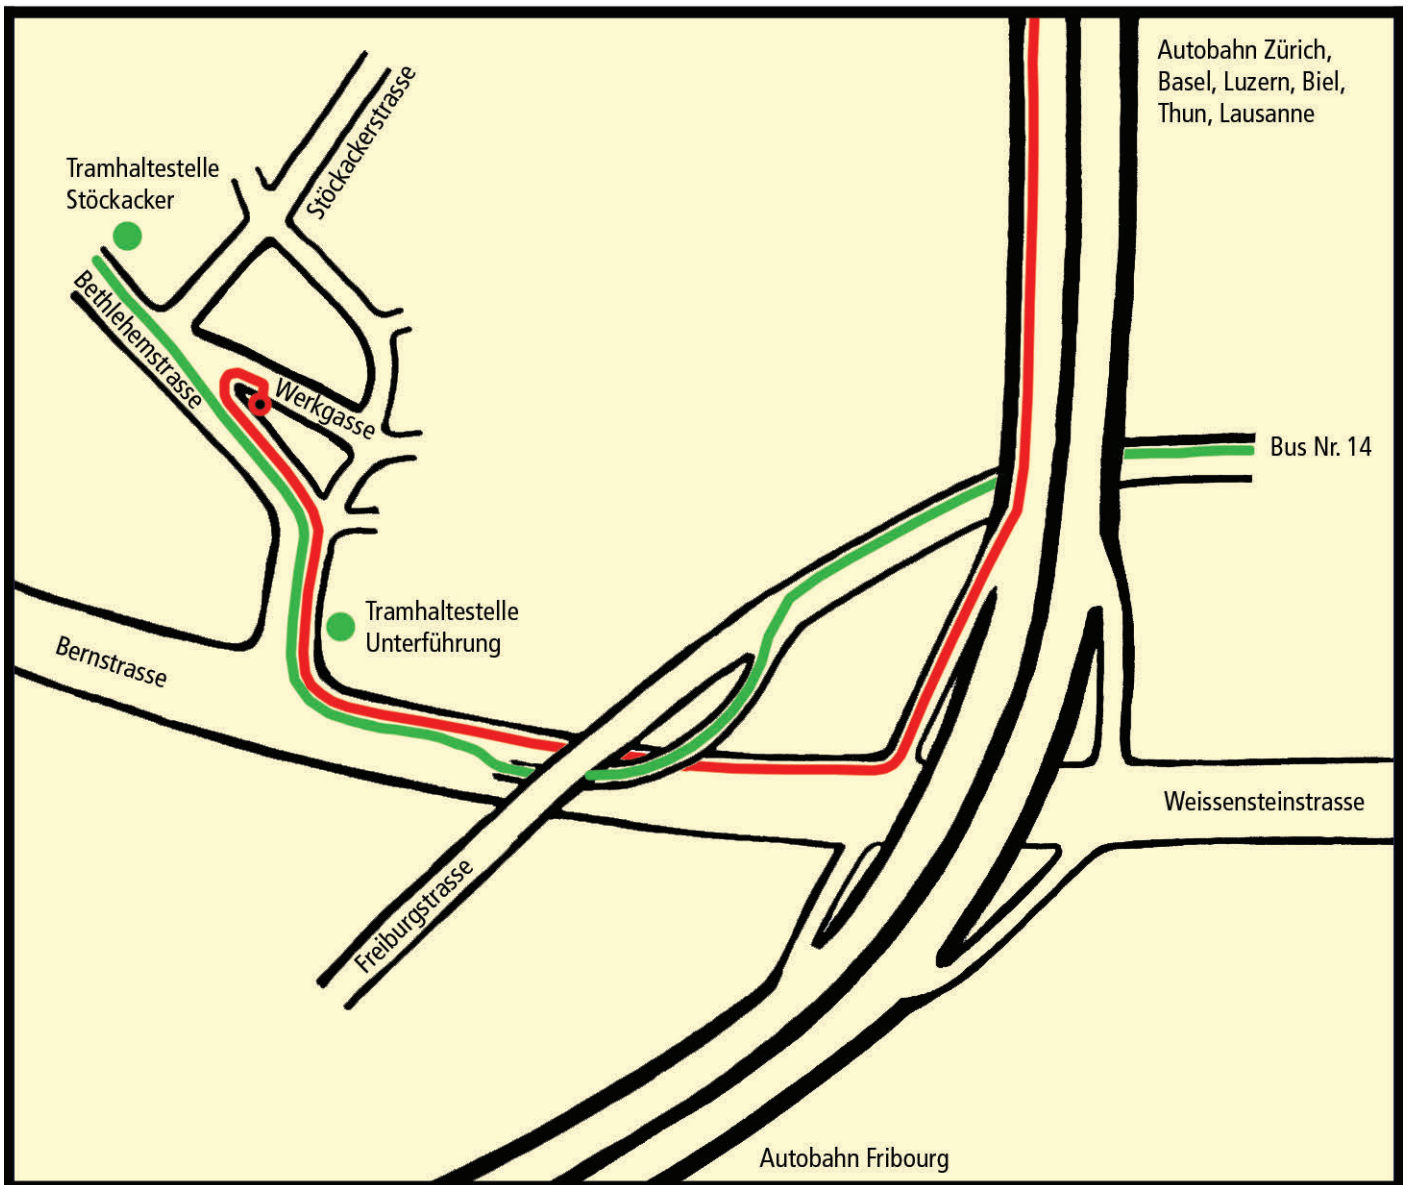 Autobahn Zürich,
Basel, Luzern, Biel,
Thun, Lausanne
Stöckackerstrasse
Tramhaltestelle
Stöckacker
Bethlehemstrasse
Werkgasse
Bus Nr. 14
Tramhaltestelle
Unterführung
Bernstrasse
Weissensteinstrasse
Freiburgstrasse
Autobahn Fribourg